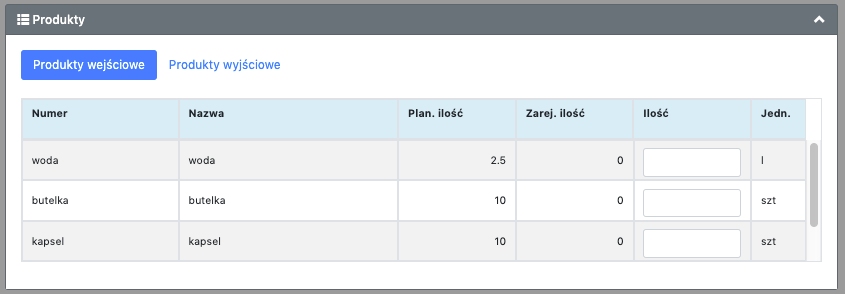 Produkty
Produkty wejściowe Produkty wyjściowe
Numer Nazwa Plan. ilość Zarej. ilość Ilość Jedn.
woda woda 2.5 0 l
butelka butelka 10 0 szt
kapsel kapsel 10 0 szt